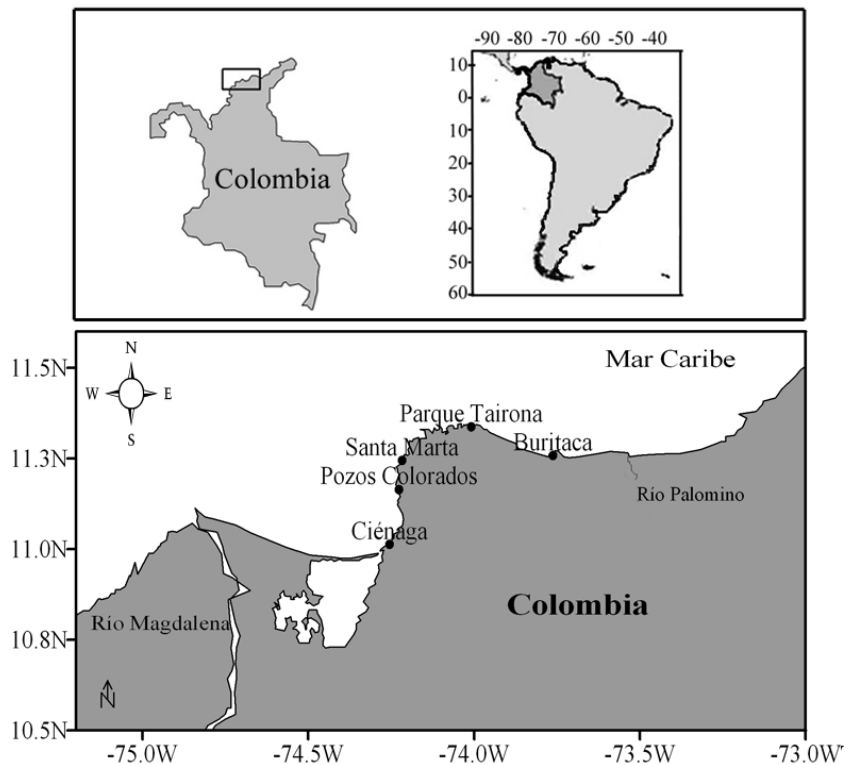 -90 -80 -70 -60 -50 -40
10
0
10
20
30
40
50
60
Colombia
N
W E
S
Mar Caribe
11.5N
11.3N
11.0N
10.8N
10.5N
Parque Tairona
Santa Marta
Buritaca
Pozos Colorados
Río Palomino
Ciénaga
Colombia
Río Magdalena
N
-75.0W -74.5W -74.0W -73.5W -73.0W